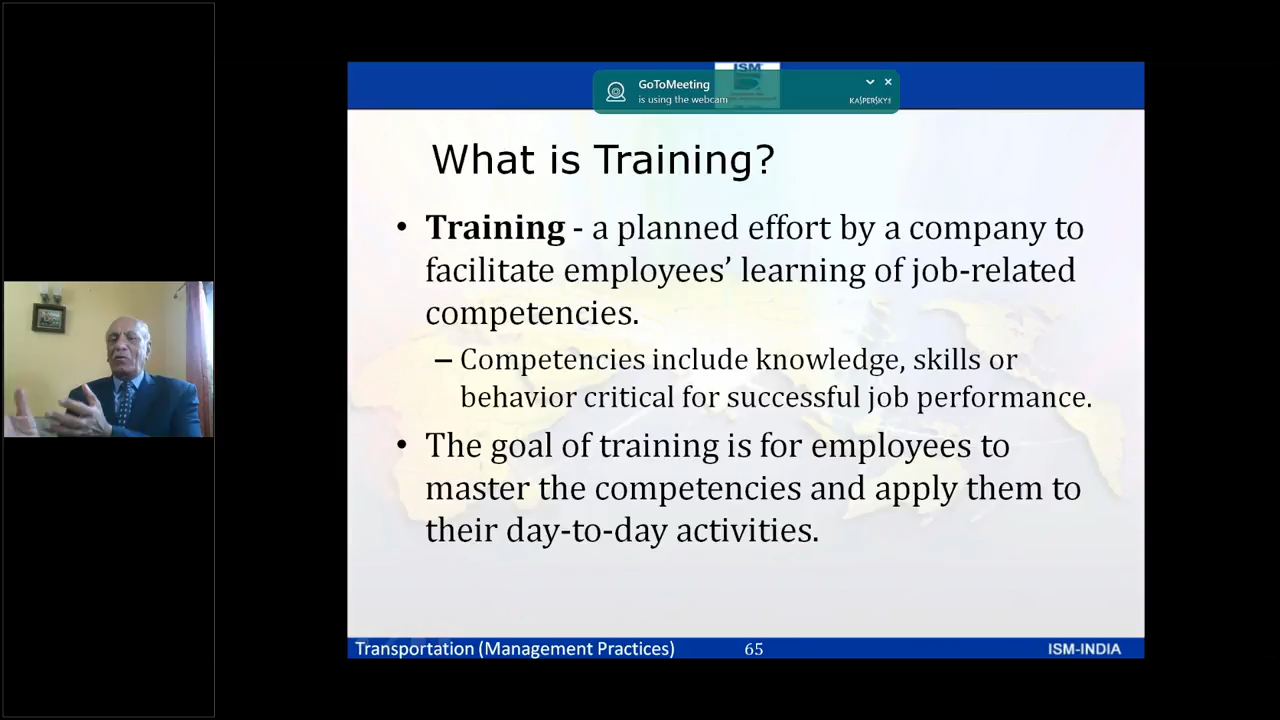 ISM
GoToMeeting
is using the webcam
KASPERSKY
What is Training?
• Training - a planned effort by a company to
facilitate employees’ learning of job-related
competencies.
– Competencies include knowledge, skills or
behavior critical for successful job performance.
• The goal of training is for employees to
master the competencies and apply them to
their day-to-day activities.
Transportation (Management Practices) 65 ISM-INDIA